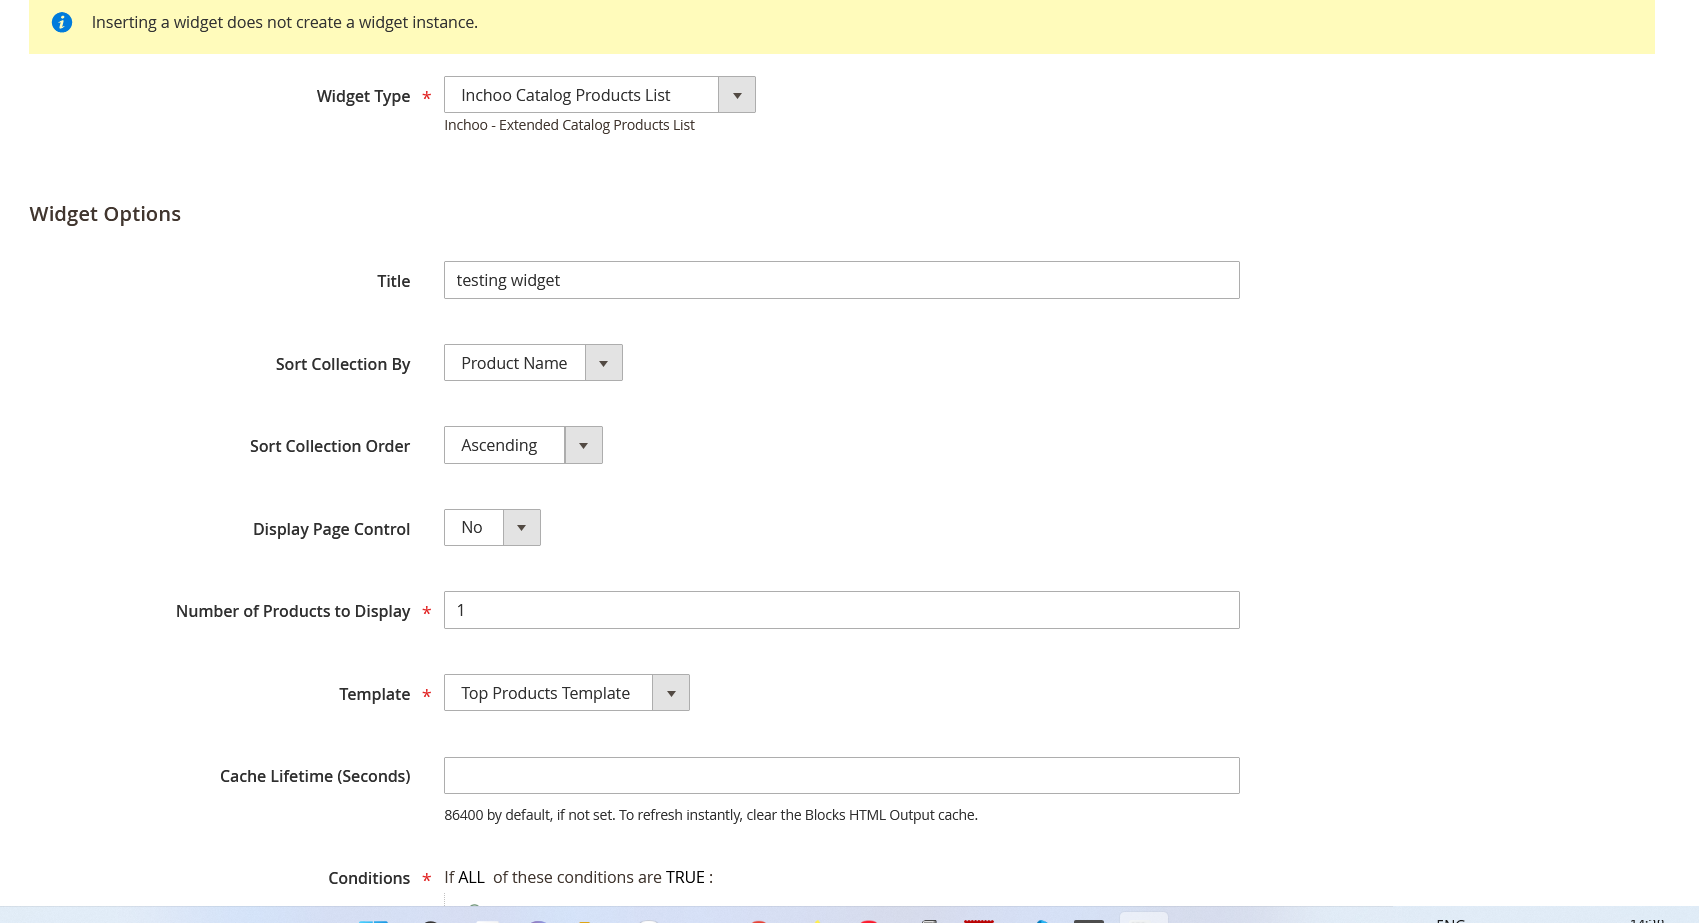 Inserting a widget does not create a widget instance.
Widget Type *
Inchoo Catalog Products List
Inchoo - Extended Catalog Products List
Widget Options
Title
testing widget
Sort Collection By
Product Name
Sort Collection Order
Ascending
Display Page Control
No
Number of Products to Display *
1
Template *
Top Products Template
Cache Lifetime (Seconds)
86400 by default, if not set. To refresh instantly, clear the Blocks HTML Output cache.
Conditions *
If ALL of these conditions are TRUE :